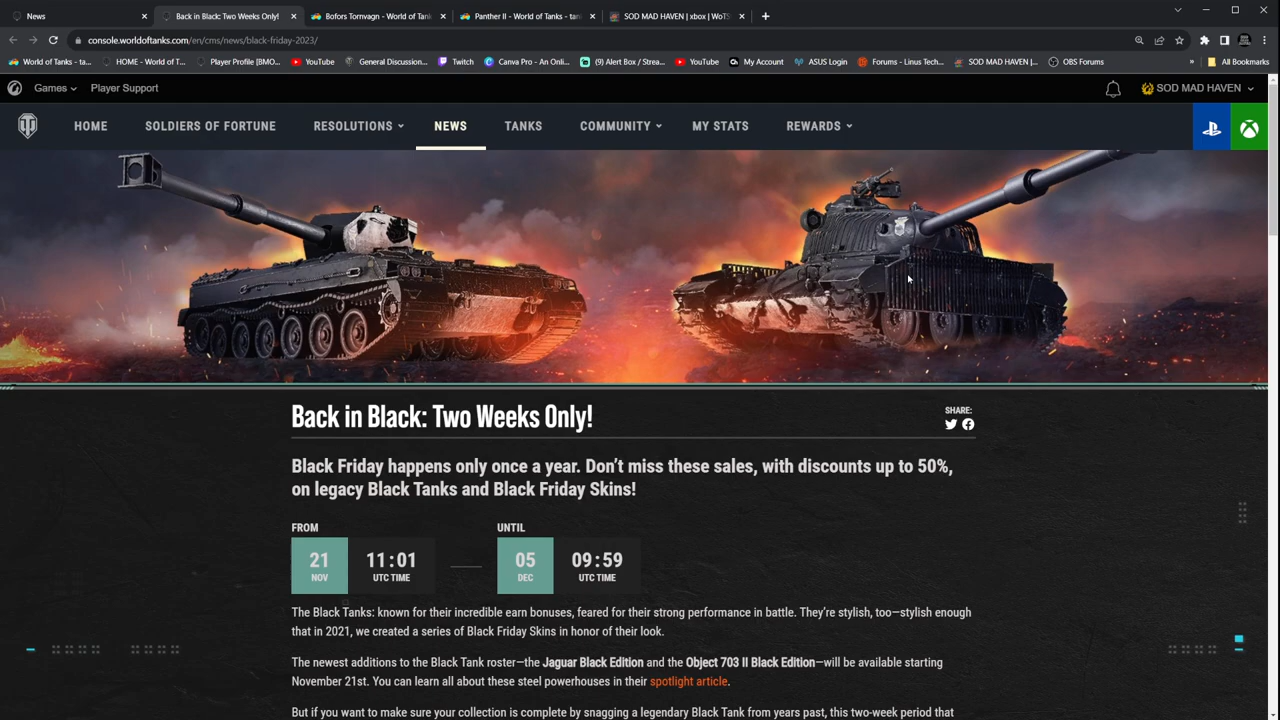 News
Back in Black: Two Weeks Only!
Bofors Tornvagn - World of Tank
Panther II - World of Tanks - tan
SOD MAD HAVEN | xbox | WoTS
console.worldoftanks.com/en/cms/news/black-friday-2023/
World of Tanks - ta...
HOME - World of T...
Player Profile [BMO...
YouTube
General Discussion...
Twitch
Canva Pro - An Onli...
(9) Alert Box / Strea...
YouTube
My Account
ASUS Login
Forums - Linus Tech...
SOD MAD HAVEN |...
OBS Forums
»
All Bookmarks
Games
Player Support
SOD MAD HAVEN
HOME
SOLDIERS OF FORTUNE
RESOLUTIONS
NEWS
TANKS
COMMUNITY
MY STATS
REWARDS
Back in Black: Two Weeks Only!
SHARE:
Black Friday happens only once a year. Don't miss these sales, with discounts up to 50%,
on legacy Black Tanks and Black Friday Skins!
FROM
UNTIL
21
NOV
11:01
UTC TIME
05
DEC
09:59
UTC TIME
The Black Tanks: known for their incredible earn bonuses, feared for their strong performance in battle. They're stylish, too—stylish enough
that in 2021, we created a series of Black Friday Skins in honor of their look.
The newest additions to the Black Tank roster—the Jaguar Black Edition and the Object 703 II Black Edition—will be available starting
November 21st. You can learn all about these steel powerhouses in their spotlight article.
But if you want to make sure your collection is complete by snagging a legendary Black Tank from years past, this two-week period that